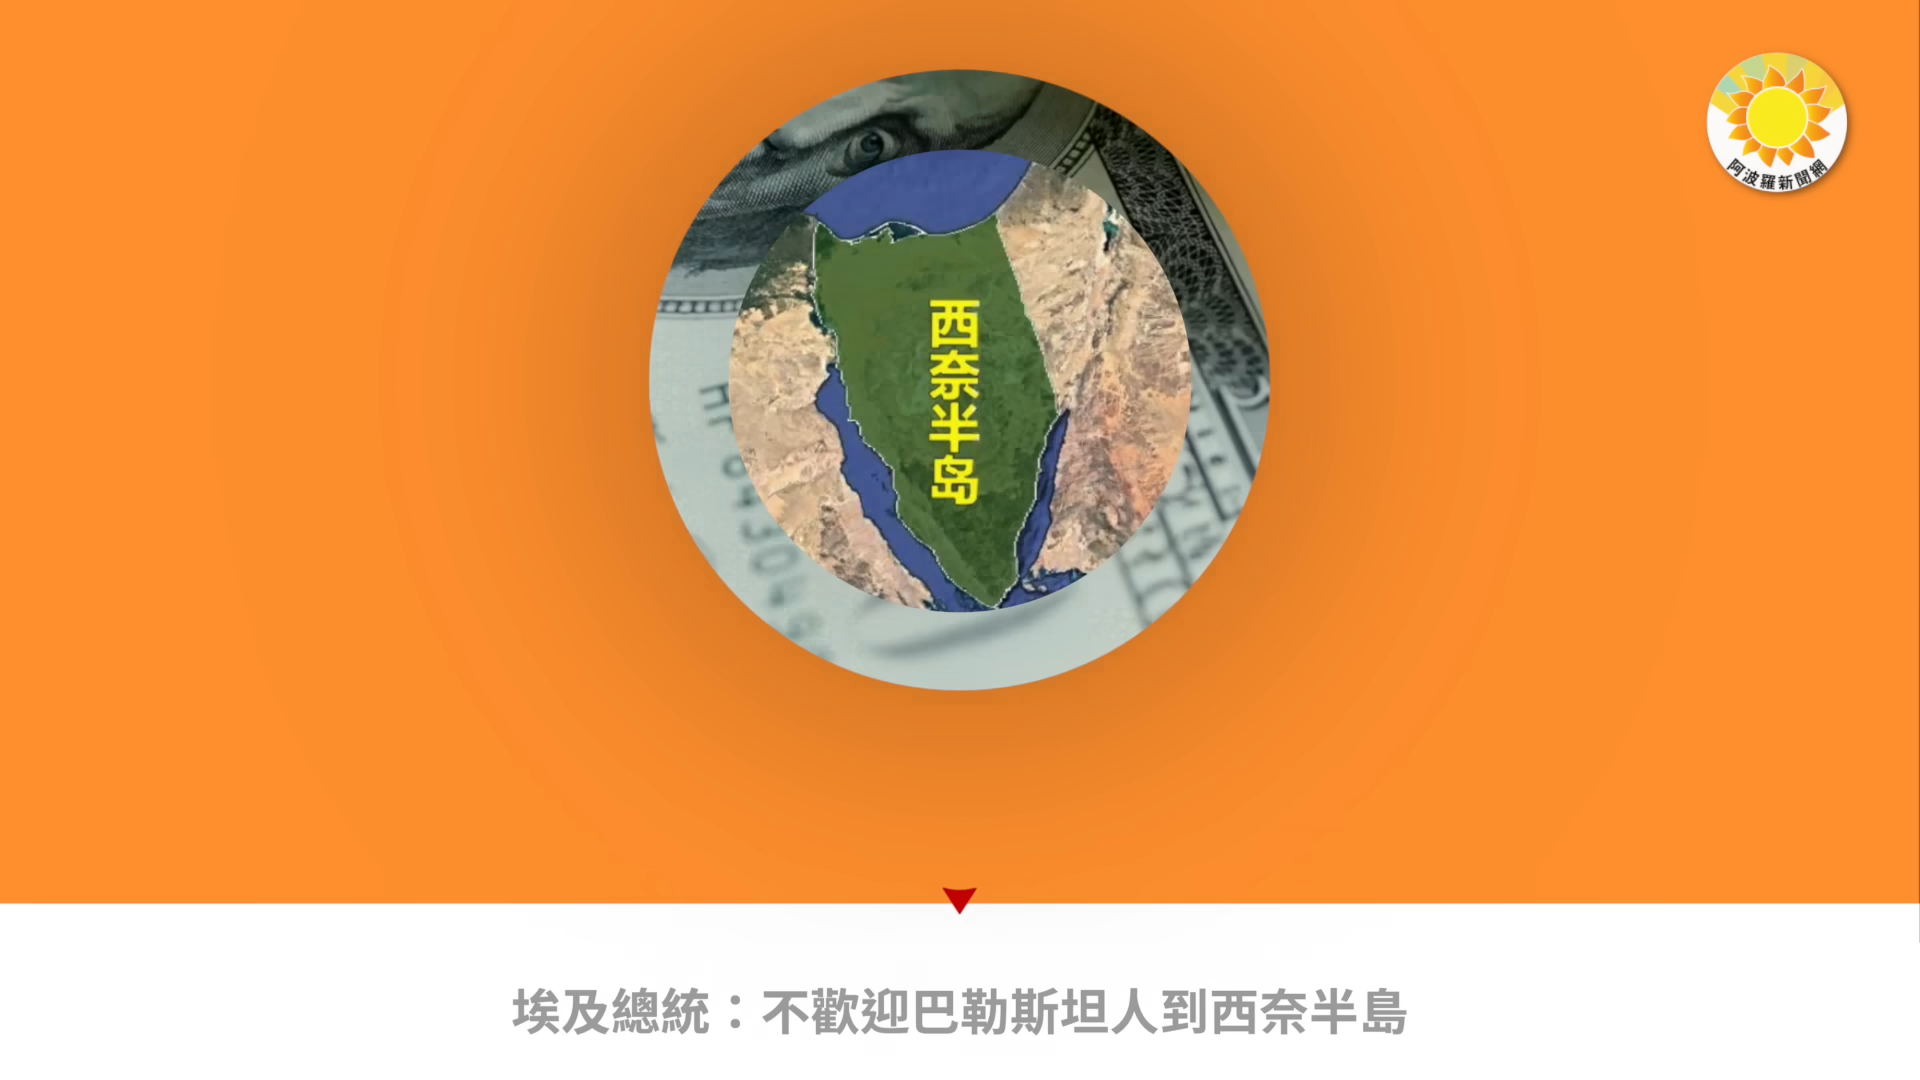 阿波羅新聞網
西奈半岛
埃及總統：不歡迎巴勒斯坦人到西奈半島